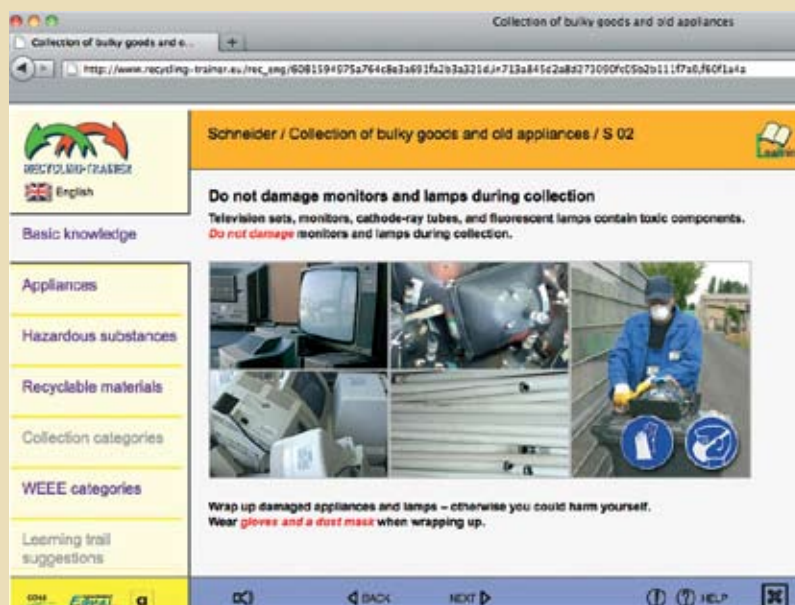 Collection of bulky goods and old appliances
Collection of bulky goods and o...
Schneider / Collection of bulky goods and old appliances / S 02
RECYCLING-TRAINER
English
Basic knowledge
Appliances
Hazardous substances
Recyclable materials
Collection categories
WEEE categories
Learning trail
suggestions
Do not damage monitors and lamps during collection
Television sets, monitors, cathode-ray tubes, and fluorescent lamps contain toxic components.
Do not damage monitors and lamps during collection.
Wrap up damaged appliances and lamps – otherwise you could harm yourself.
Wear gloves and a dust mask when wrapping up.
BACK
NEXT
HELP